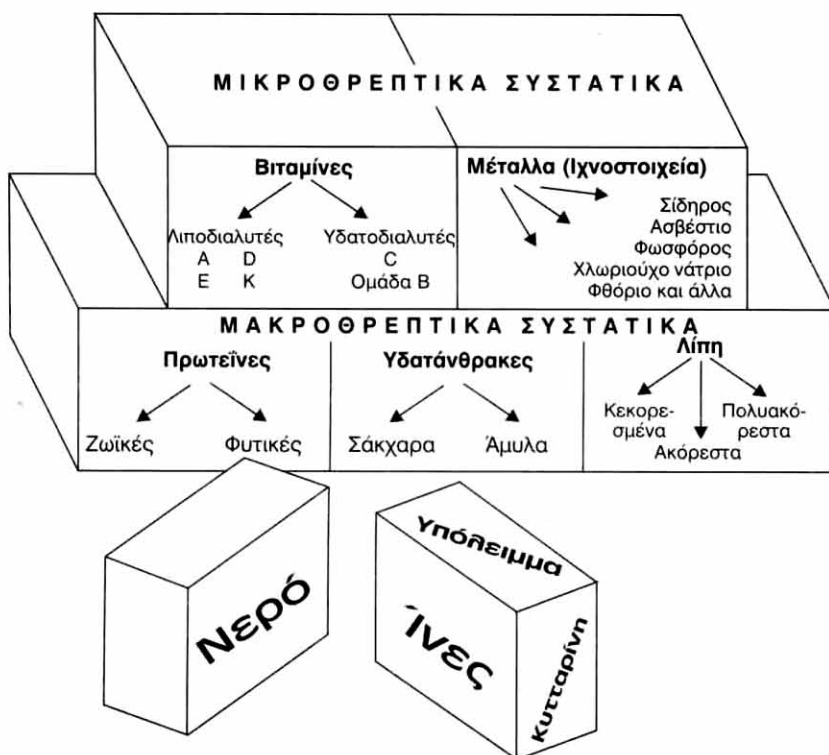 ΜΙΚΡΟΘΡΕΠΤΙΚΑ ΣΥΣΤΑΤΙΚΑ
Βιταμίνες
Λιποδιαλυτές
Α D
Ε Κ
Υδατοδιαλυτές
C
Ομάδα Β
Μέταλλα (Ιχνοστοιχεία)
Σίδηρος
Ασβέστιο
Φωσφόρος
Χλωριούχο νάτριο
Φθόριο και άλλα
ΜΑΚΡΟΘΡΕΠΤΙΚΑ ΣΥΣΤΑΤΙΚΑ
Πρωτεΐνες
Ζωϊκές Φυτικές
Υδατάνθρακες
Σάκχαρα Άμυλα
Λίπη
Κεκορε-
σμένα
Ακόρεστα
Πολυακό-
ρεστα
Νερό
Υπόλειμμα
Ίνες
Κυτταρίνη